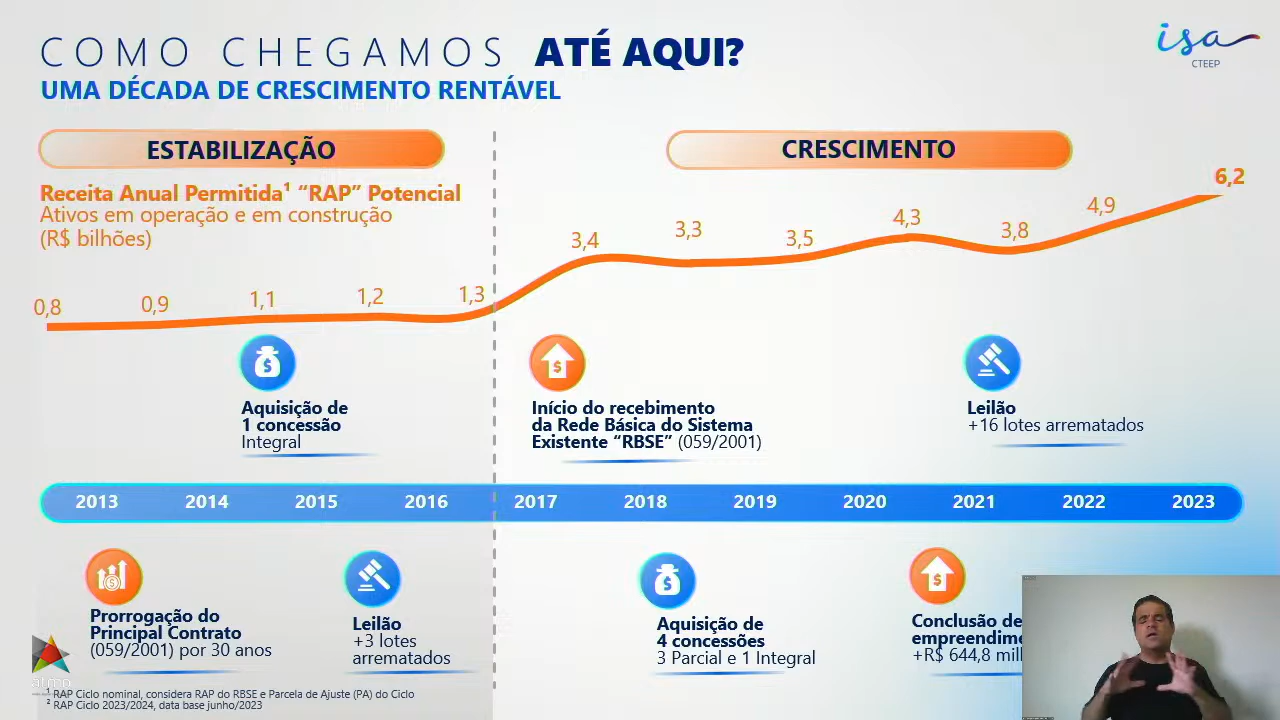 COMO CHEGAMOS ATÉ AQUI?
UMA DÉCADA DE CRESCIMENTO RENTÁVEL
isa
CTEEP
ESTABILIZAÇÃO
CRESCIMENTO
Receita Anual Permitida¹ “RAP” Potencial
Ativos em operação e em construção
(R$ bilhões)
0,8
0,9
1,1
1,2
1,3
3,4
3,3
3,5
4,3
3,8
4,9
6,2
Aquisição de
1 concessão
Integral
Início do recebimento
da Rede Básica do Sistema
Existente “RBSE” (059/2001)
Leilão
+16 lotes arrematados
2013 2014 2015 2016 2017 2018 2019 2020 2021 2022 2023
Prorrogação do
Principal Contrato
(059/2001) por 30 anos
Leilão
+3 lotes
arrematados
Aquisição de
4 concessões
3 Parcial e 1 Integral
Conclusão de
empreendime
+R$ 644,8 mil
¹ RAP Ciclo nominal, considera RAP do RBSE e Parcela de Ajuste (PA) do Ciclo
² RAP Ciclo 2023/2024, data base junho/2023